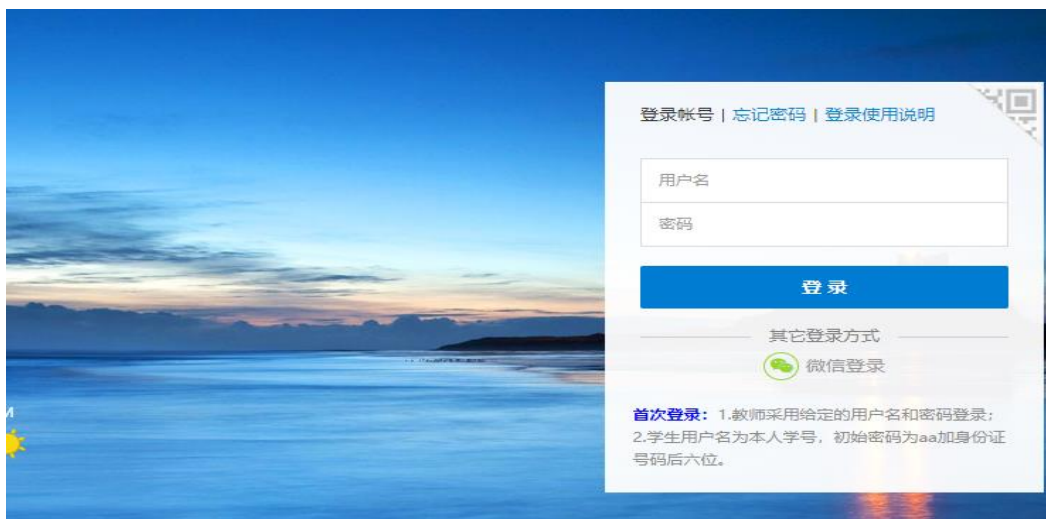 登录帐号 | 忘记密码 | 登录使用说明
用户名
密码
登 录
其它登录方式
微信登录
首次登录：1.教师采用给定的用户名和密码登录；
2.学生用户名为本人学号，初始密码为aa加身份证
号码后六位。